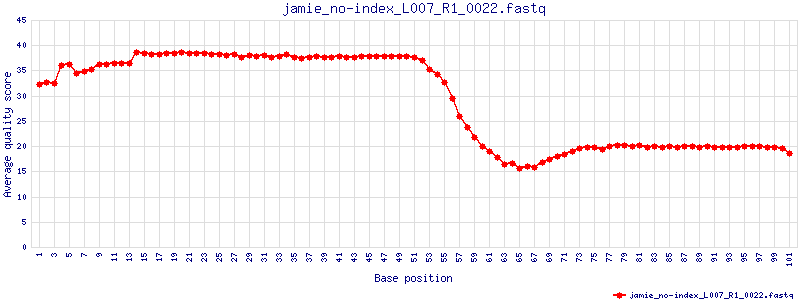 jamie_no-index_L007_R1_0022.fastq
Average quality score
45
40
35
30
25
20
15
10
5
0
1 3 5 7 9 11 13 15 17 19 21 23 25 27 29 31 33 35 37 39 41 43 45 47 49 51 53 55 57 59 61 63 65 67 69 71 73 75 77 79 81 83 85 87 89 91 93 95 97 99 101
Base position
jamie_no-index_L007_R1_0022.fastq